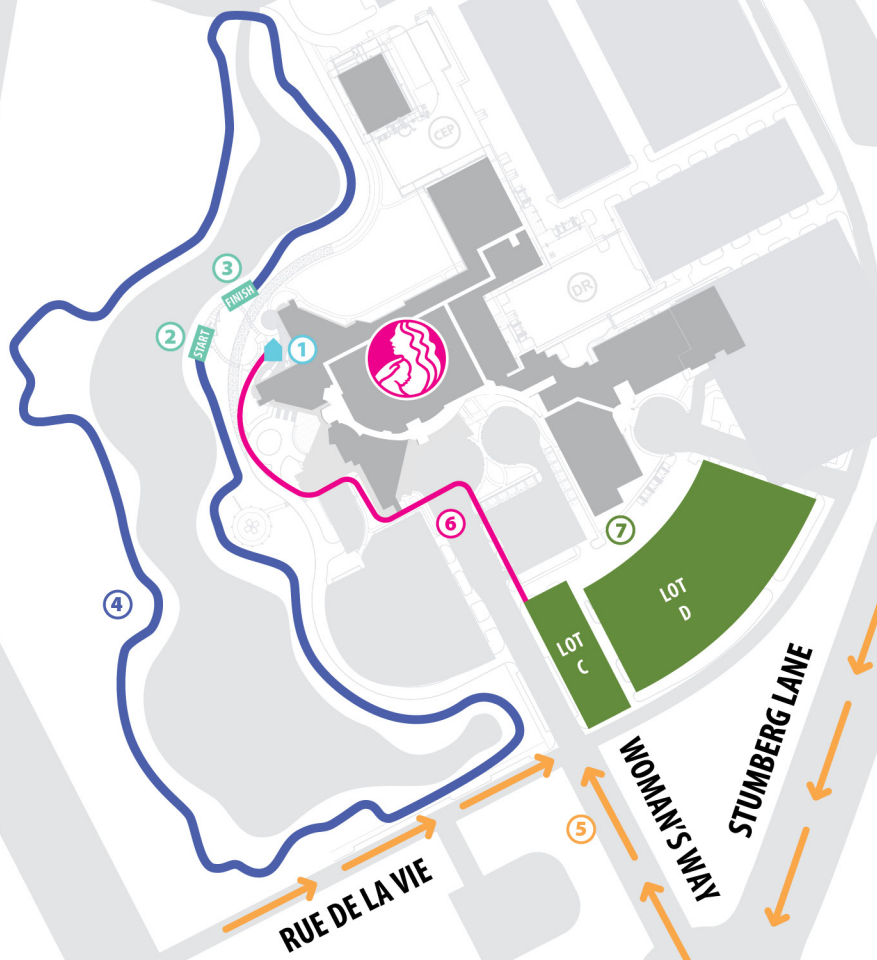 CEP
DR
3
FINISH
2
START
1
6
7
LOT
D
LOT
C
4
STUMBERG LANE
WOMAN'S WAY
5
RUE DE LA VIE